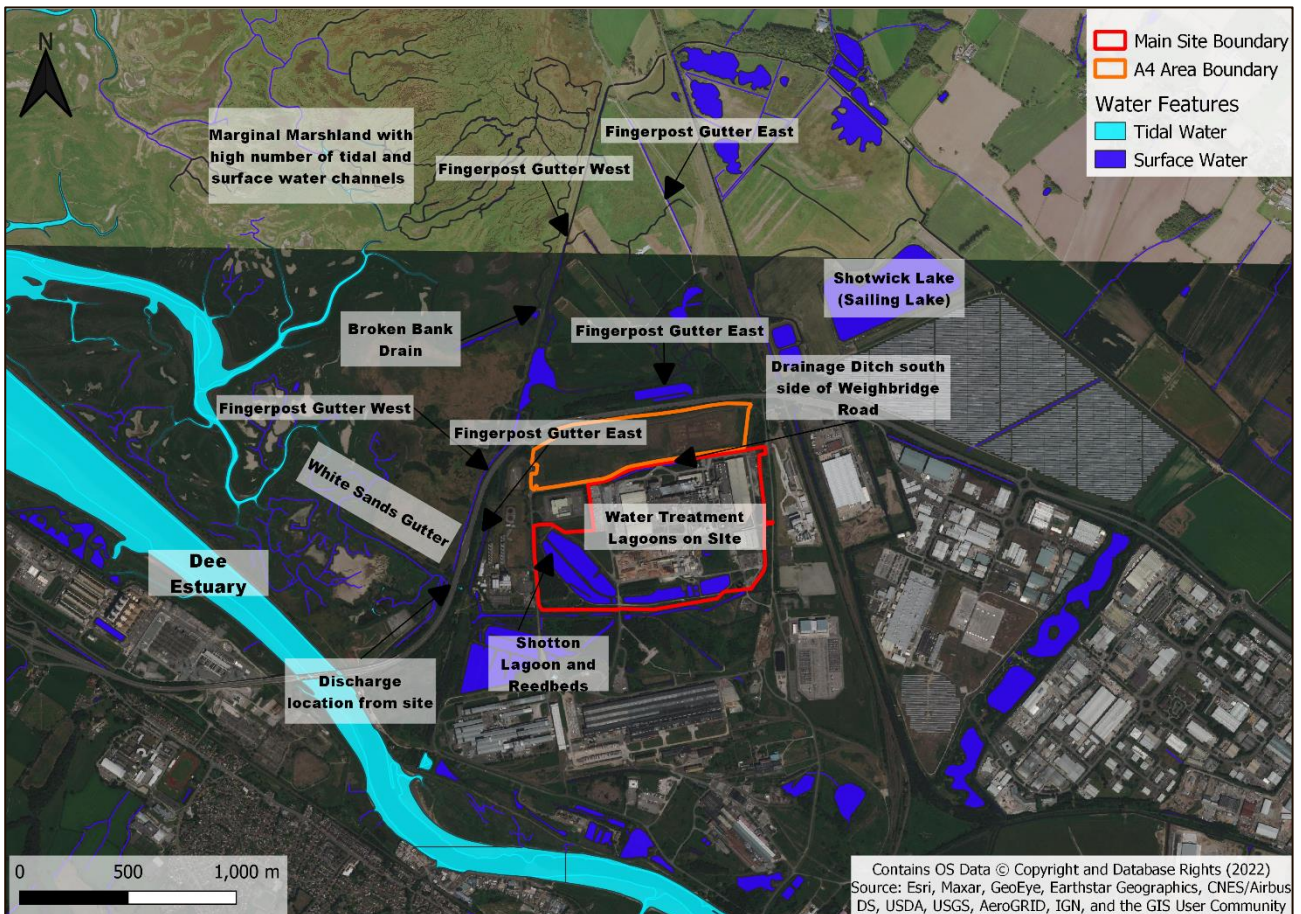 N
Main Site Boundary
A4 Area Boundary
Water Features
Tidal Water
Surface Water
Marginal Marshland with
high number of tidal and
surface water channels
Fingerpost Gutter East
Fingerpost Gutter West
Shotwick Lake
(Sailing Lake)
Broken Bank
Drain
Fingerpost Gutter East
Drainage Ditch south
side of Weighbridge
Road
Fingerpost Gutter West
Fingerpost Gutter East
White Sands Gutter
Water Treatment
Lagoons on SIte
Dee
Estuary
Shotton
Lagoon and
Reedbeds
Discharge
location from site
0 500 1,000 m
Contains OS Data © Copyright and Database Rights (2022)
Source: Esri, Maxar, GeoEye, Earthstar Geographics, CNES/Airbus
DS, USDA, USGS, AeroGRID, IGN, and the GIS User Community